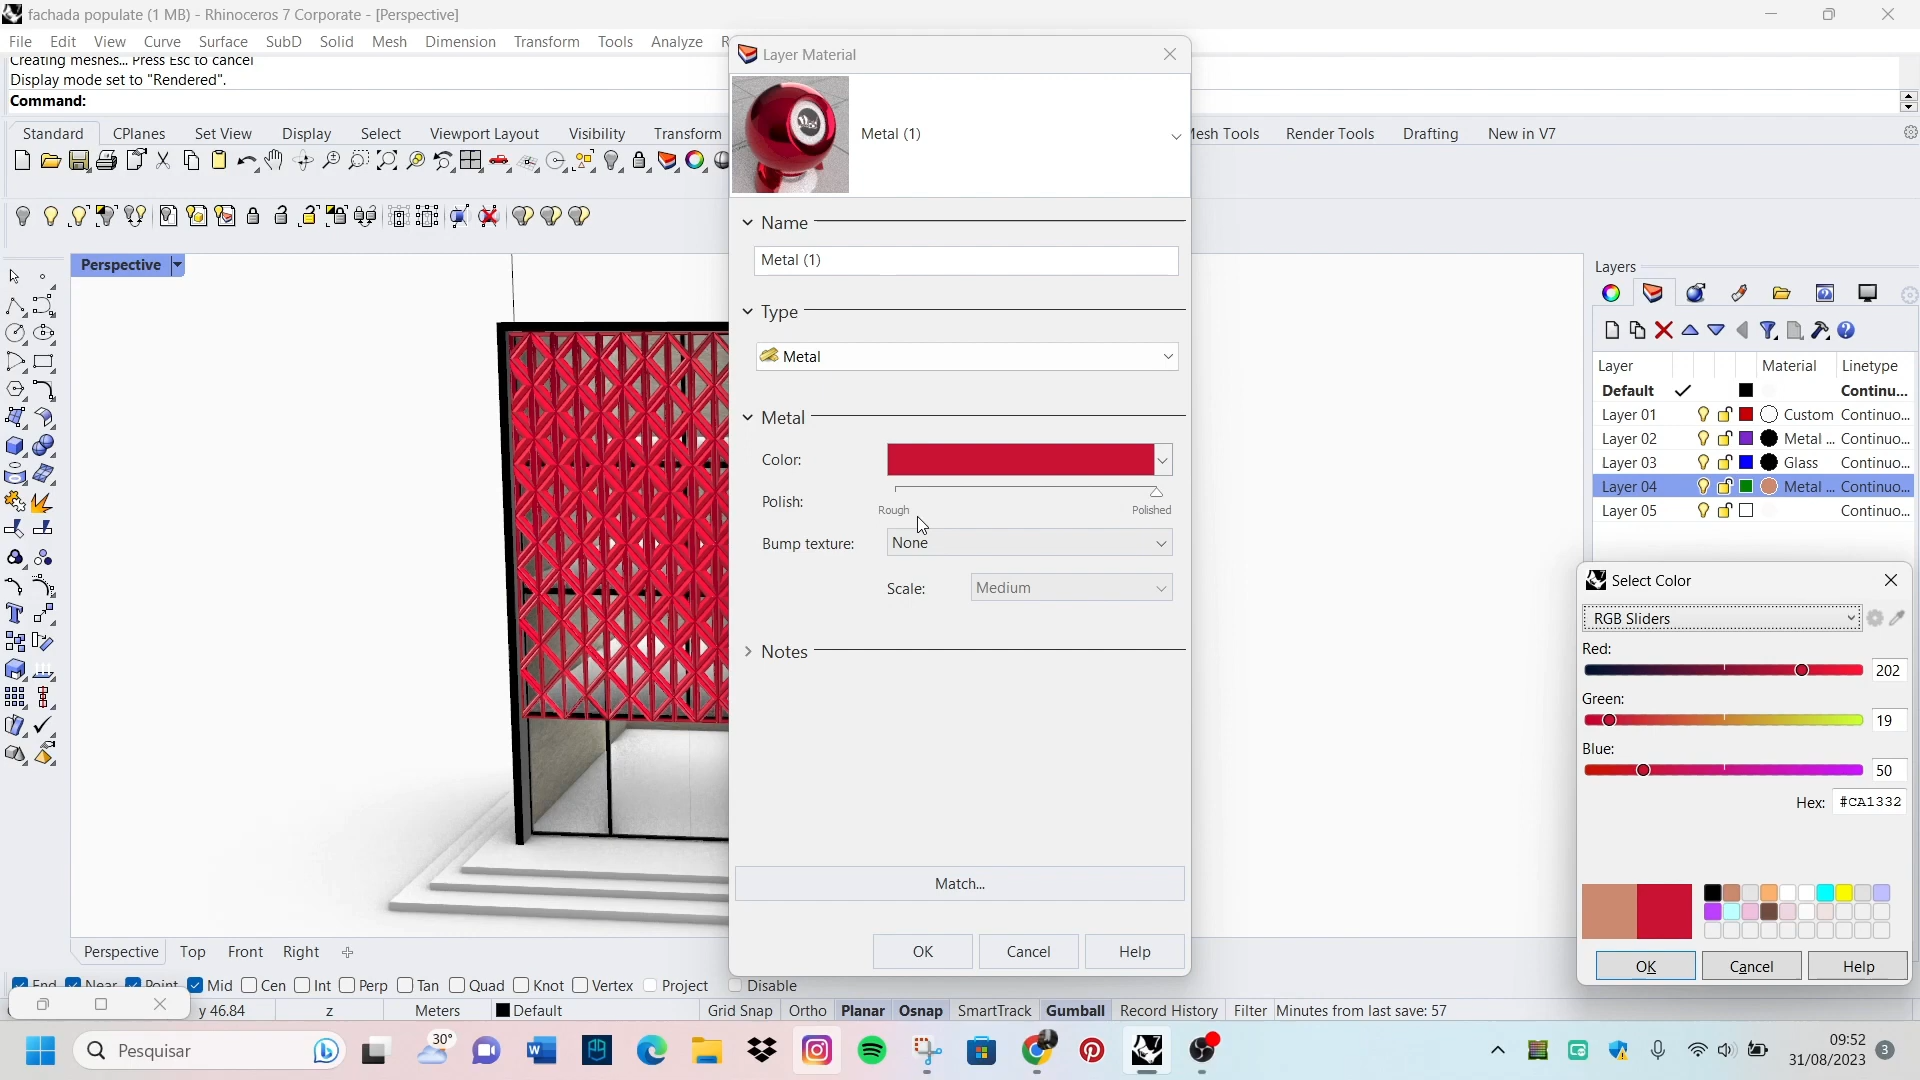 fachada populate (1 MB) - Rhinoceros 7 Corporate - [Perspective]
File Edit View Curve Surface SubD Solid Mesh Dimension Transform Tools Analyze
Creating meshes... Press Esc to cancel
Display mode set to "Rendered".
Command:
Standard CPlanes Set View Display Select Viewport Layout Visibility Transform Mesh Tools Render Tools Drafting New in V7
Layer Material
Metal (1)
Name
Metal (1)
Type
Metal
Metal
Color:
Polish:
Rough Polished
Bump texture: None
Scale: Medium
Notes
Match...
OK Cancel Help
Perspective
Layers
Layer Material Linetype
Default Continu...
Layer 01 Custom Continuo...
Layer 02 Metal ... Continuo...
Layer 03 Glass Continuo...
Layer 04 Metal ... Continuo...
Layer 05 Continuo...
Select Color
RGB Sliders
Red:
202
Green:
19
Blue:
50
Hex: #CA1332
OK Cancel Help
Perspective Top Front Right
End Near Point Mid Cen Int Perp Tan Quad Knot Vertex Project Disable
y 46.84 z Meters Default Grid Snap Ortho Planar Osnap SmartTrack Gumball Record History Filter Minutes from last save: 57
Pesquisar
30°
09:52
31/08/2023
3